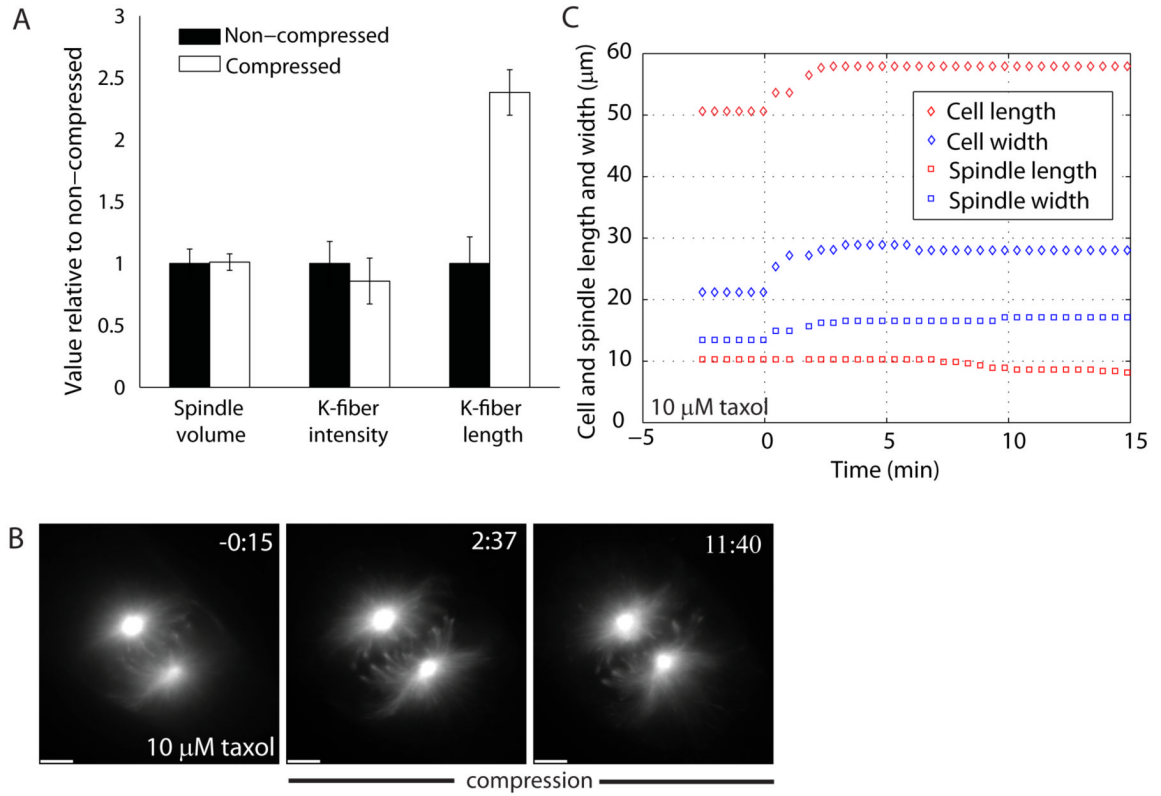 A
Value relative to non−compressed
3
2.5
2
1.5
1
0.5
0
Non−compressed
Compressed
Spindle
volume
K-fiber
intensity
K-fiber
length
C
Cell and spindle length and width (μm)
60
50
40
30
20
10
0
Cell length
Cell width
Spindle length
Spindle width
10 μM taxol
−5
0
5
10
15
Time (min)
B
-0:15
10 μM taxol
2:37
11:40
compression